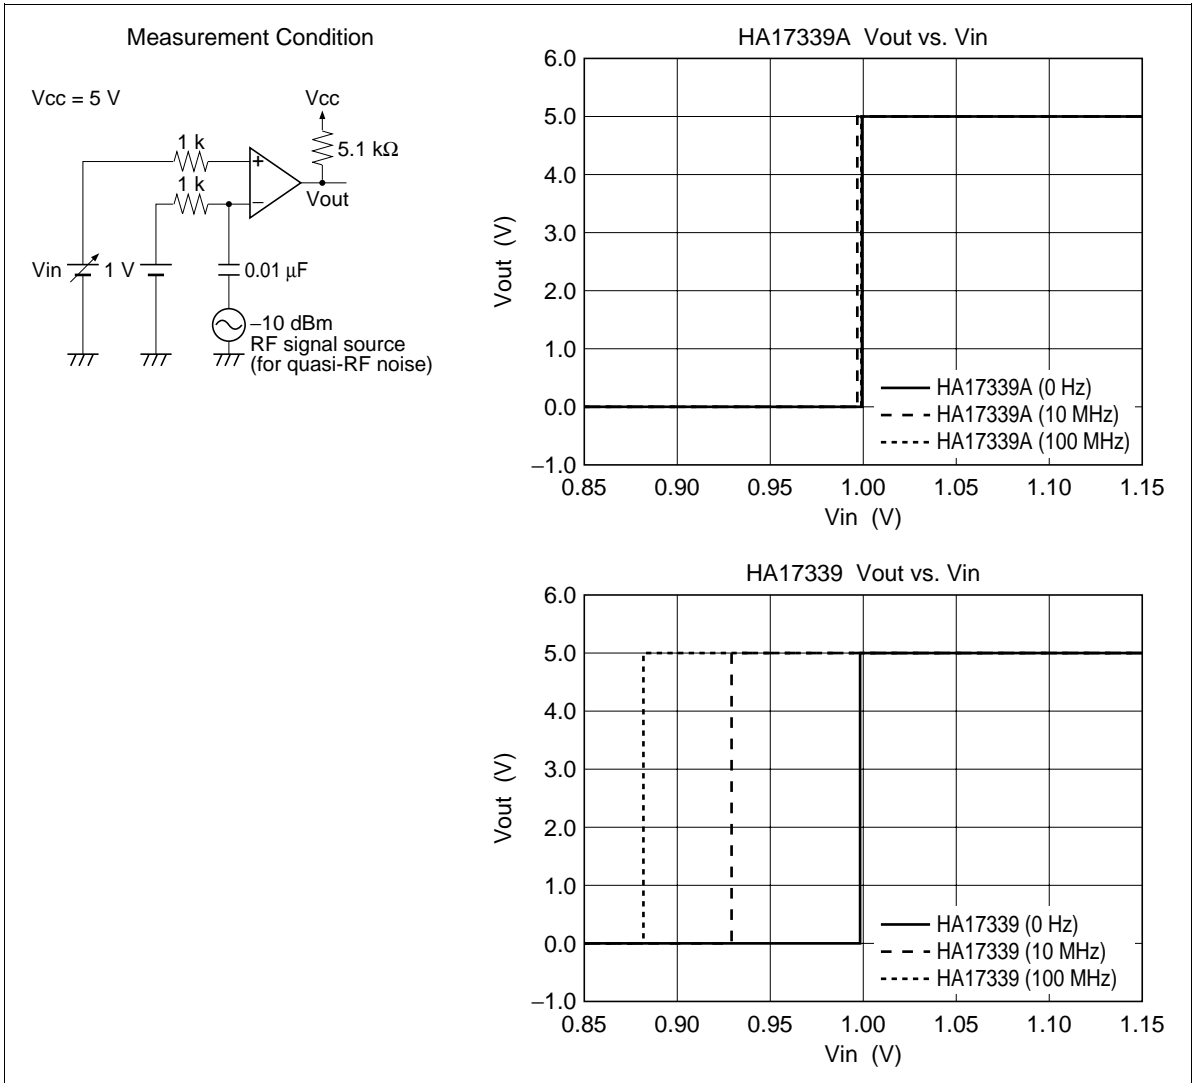 Measurement Condition
Vcc = 5 V
Vcc
1 k
5.1 kΩ
+
1 k
−
Vout
Vin
1 V
0.01 μF
−10 dBm
RF signal source
(for quasi-RF noise)
HA17339A Vout vs. Vin
6.0
5.0
4.0
3.0
2.0
1.0
0.0
−1.0
Vout (V)
HA17339A (0 Hz)
HA17339A (10 MHz)
HA17339A (100 MHz)
0.85 0.90 0.95 1.00 1.05 1.10 1.15
Vin (V)
HA17339 Vout vs. Vin
6.0
5.0
4.0
3.0
2.0
1.0
0.0
−1.0
Vout (V)
HA17339 (0 Hz)
HA17339 (10 MHz)
HA17339 (100 MHz)
0.85 0.90 0.95 1.00 1.05 1.10 1.15
Vin (V)